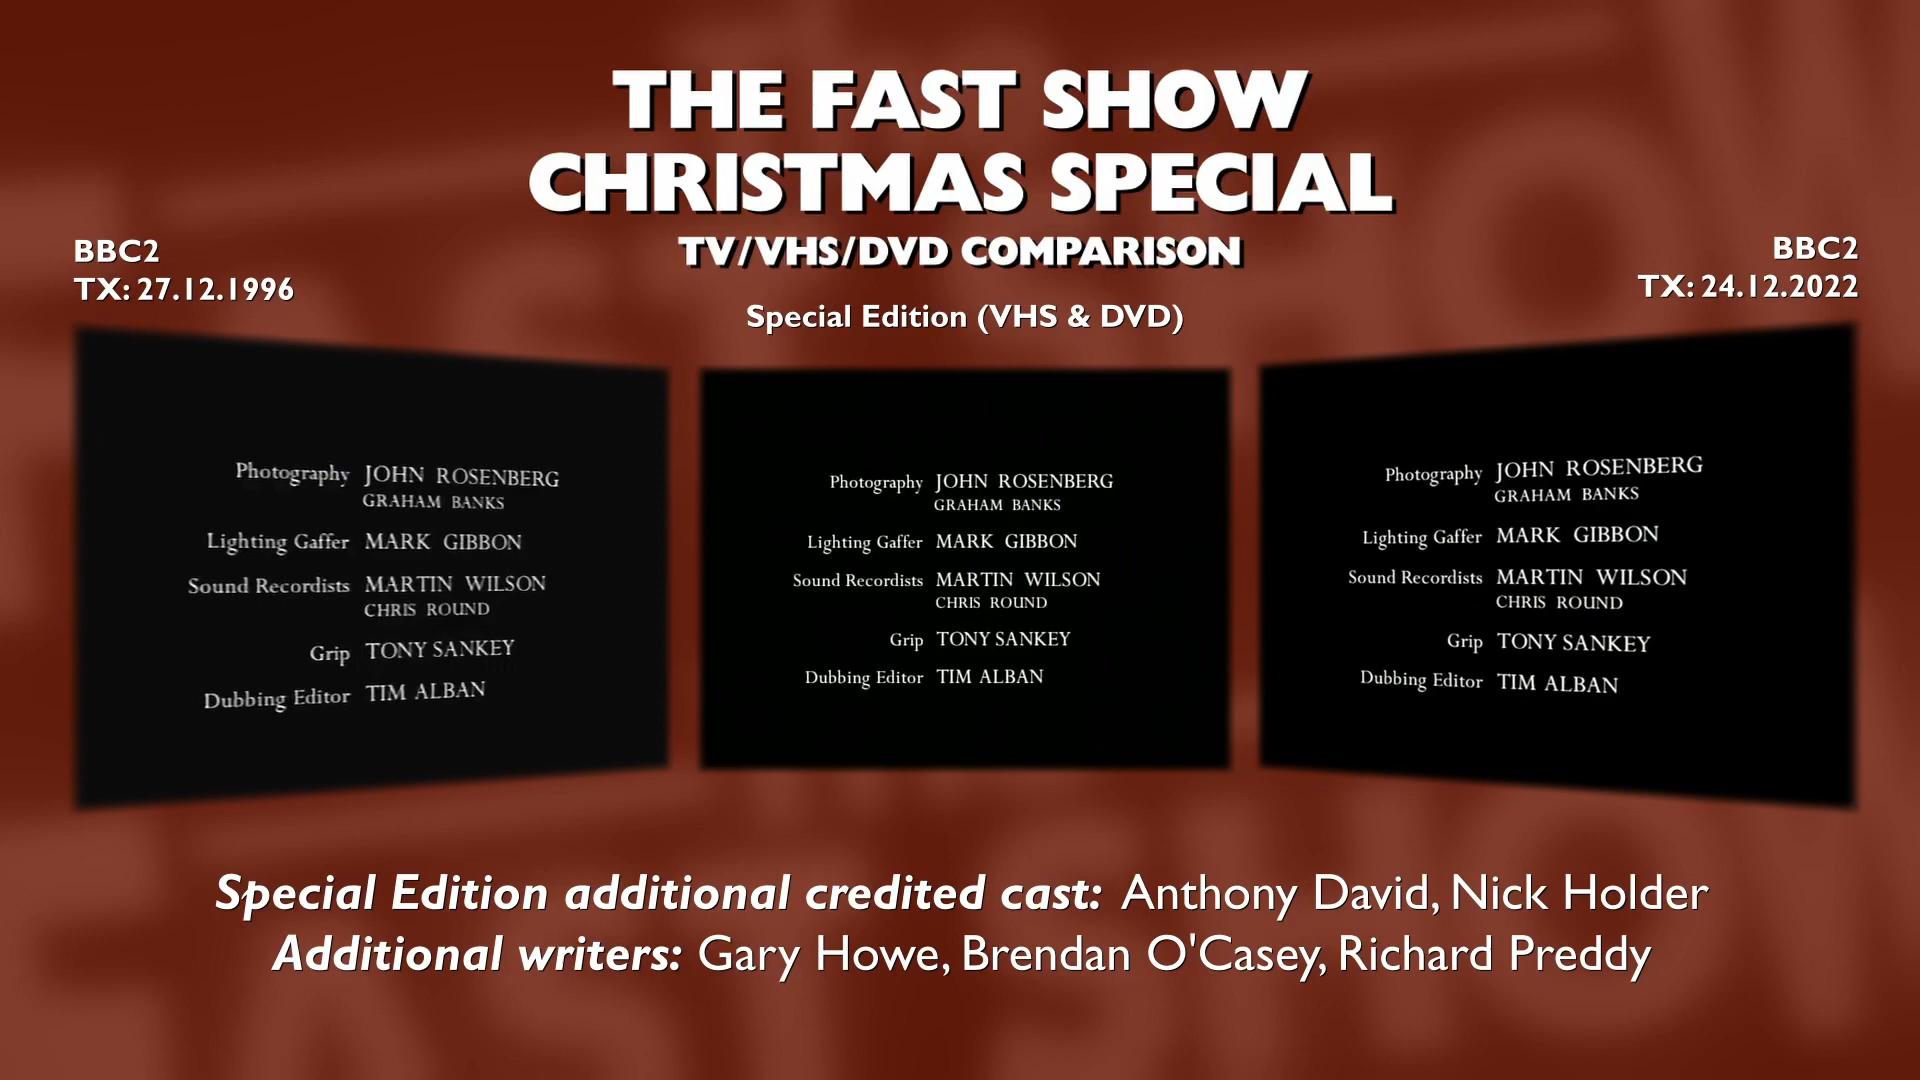 THE FAST SHOW
CHRISTMAS SPECIAL
TV/VHS/DVD COMPARISON
BBC2
TX: 27.12.1996
Special Edition (VHS & DVD)
BBC2
TX: 24.12.2022
Photography JOHN ROSENBERG
GRAHAM BANKS
Lighting Gaffer MARK GIBBON
Sound Recordists MARTIN WILSON
CHRIS ROUND
Grip TONY SANKEY
Dubbing Editor TIM ALBAN
Photography JOHN ROSENBERG
GRAHAM BANKS
Lighting Gaffer MARK GIBBON
Sound Recordists MARTIN WILSON
CHRIS ROUND
Grip TONY SANKEY
Dubbing Editor TIM ALBAN
Photography JOHN ROSENBERG
GRAHAM BANKS
Lighting Gaffer MARK GIBBON
Sound Recordists MARTIN WILSON
CHRIS ROUND
Grip TONY SANKEY
Dubbing Editor TIM ALBAN
Special Edition additional credited cast: Anthony David, Nick Holder
Additional writers: Gary Howe, Brendan O'Casey, Richard Preddy